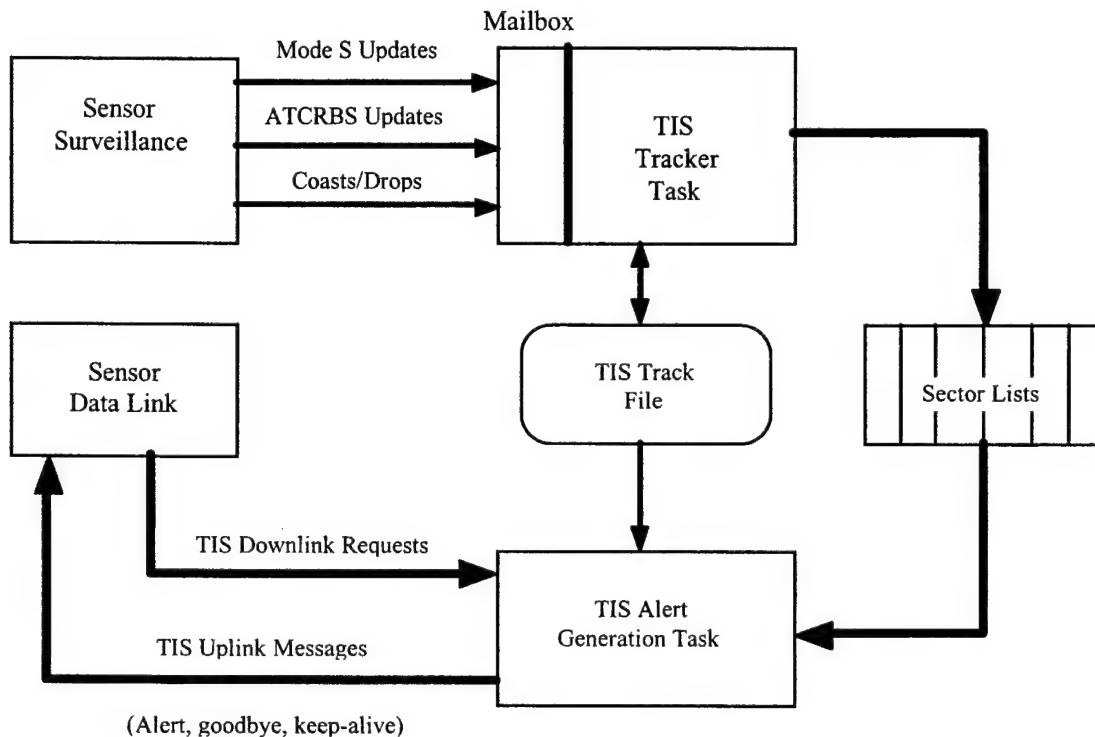 Mailbox
Mode S Updates
Sensor
Surveillance
ATCRBS Updates
Coasts/Drops
TIS
Tracker
Task
Sensor
Data Link
TIS Track
File
Sector Lists
TIS Downlink Requests
TIS Alert
Generation Task
TIS Uplink Messages
(Alert, goodbye, keep-alive)